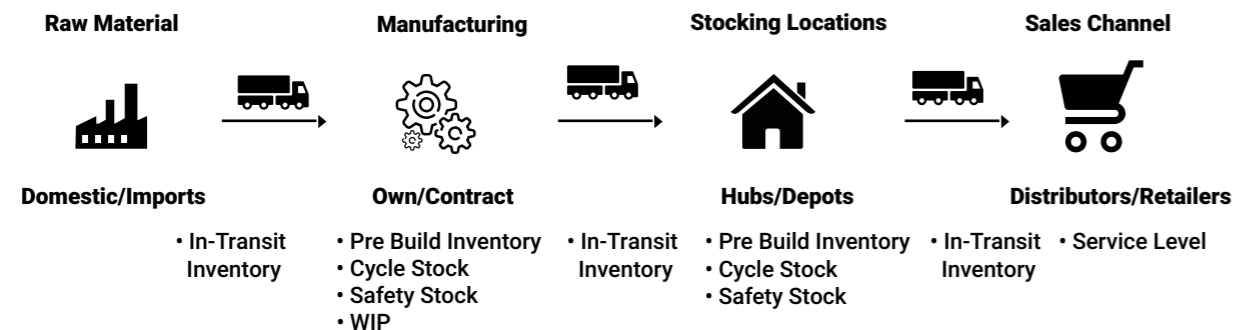 Raw Material
Manufacturing
Stocking Locations
Sales Channel
Domestic/Imports
Own/Contract
Hubs/Depots
Distributors/Retailers
• In-Transit
Inventory
• Pre Build Inventory
• Cycle Stock
• Safety Stock
• WIP
• In-Transit
Inventory
• Pre Build Inventory
• Cycle Stock
• Safety Stock
• In-Transit
Inventory
• Service Level